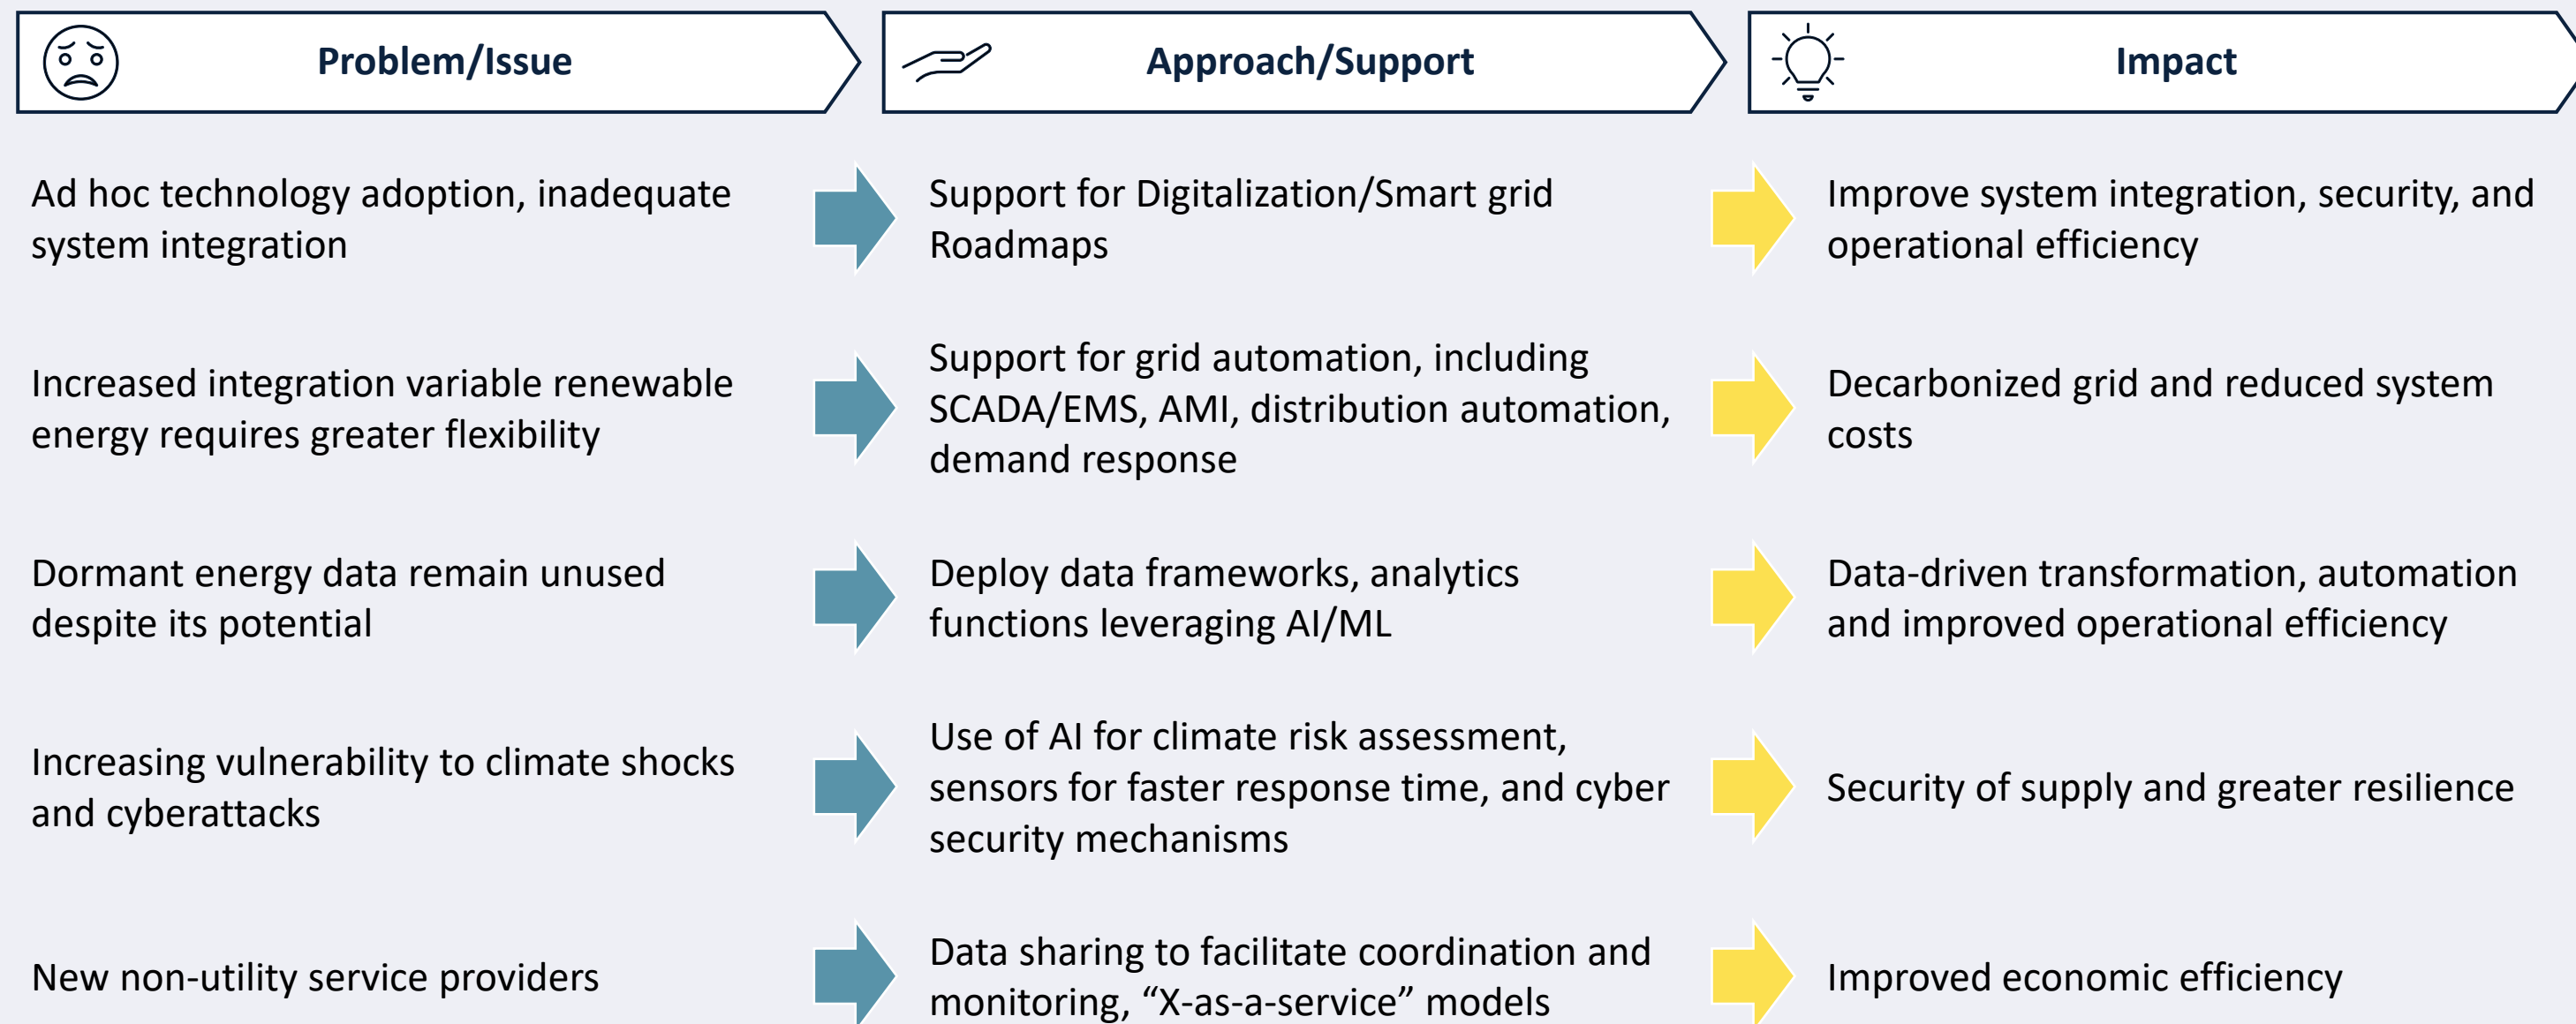 Problem/Issue
Approach/Support
Impact
Ad hoc technology adoption, inadequate
system integration
Support for Digitalization/Smart grid
Roadmaps
Improve system integration, security, and
operational efficiency
Increased integration variable renewable
energy requires greater flexibility
Support for grid automation, including
SCADA/EMS, AMI, distribution automation,
demand response
Decarbonized grid and reduced system
costs
Dormant energy data remain unused
despite its potential
Deploy data frameworks, analytics
functions leveraging AI/ML
Data-driven transformation, automation
and improved operational efficiency
Increasing vulnerability to climate shocks
and cyberattacks
Use of AI for climate risk assessment,
sensors for faster response time, and cyber
security mechanisms
Security of supply and greater resilience
New non-utility service providers
Data sharing to facilitate coordination and
monitoring, “X-as-a-service” models
Improved economic efficiency